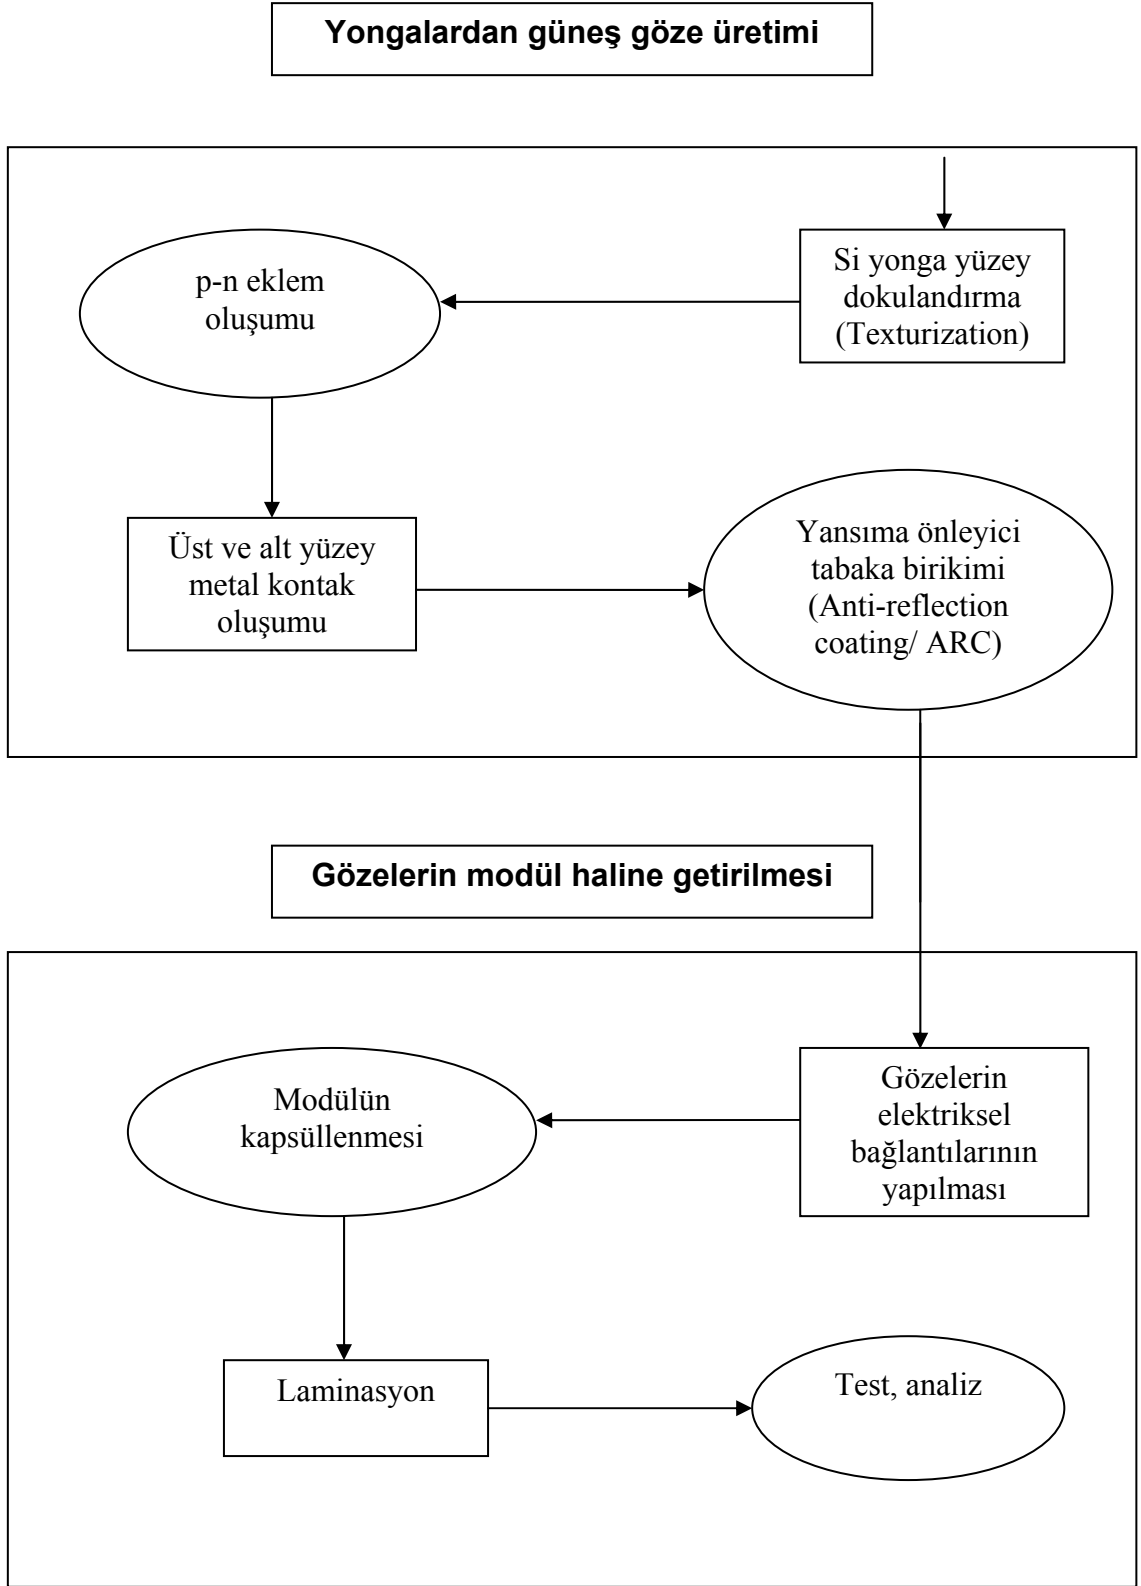 Yongalardan güneş göze üretimi
Si yonga yüzey
dokulandırma
(Texturization)
p-n eklem
oluşumu
Üst ve alt yüzey
metal kontak
oluşumu
Yansıma önleyici
tabaka birikimi
(Anti-reflection
coating/ ARC)
Gözelerin modül haline getirilmesi
Gözelerin
elektriksel
bağlantılarının
yapılması
Modülün
kapsüllenmesi
Laminasyon
Test, analiz